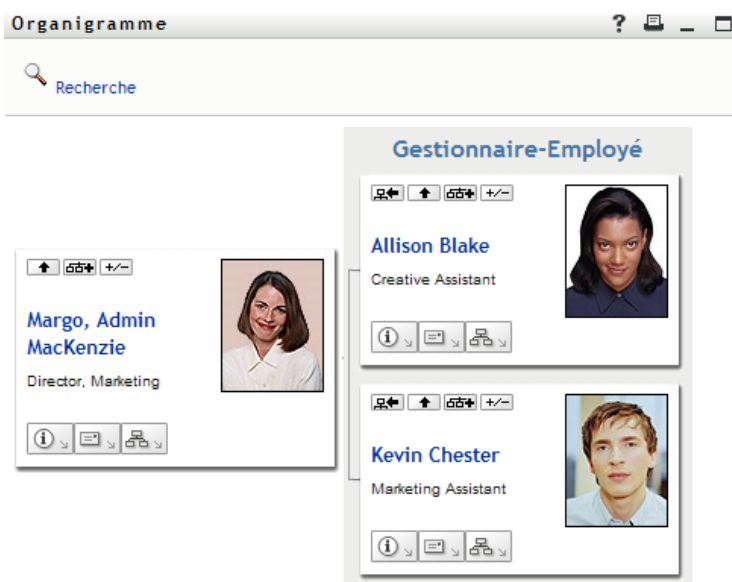 Organigramme
Recherche
Gestionnaire-Employé
Margo, Admin
MacKenzie
Director, Marketing
Allison Blake
Creative Assistant
Kevin Chester
Marketing Assistant